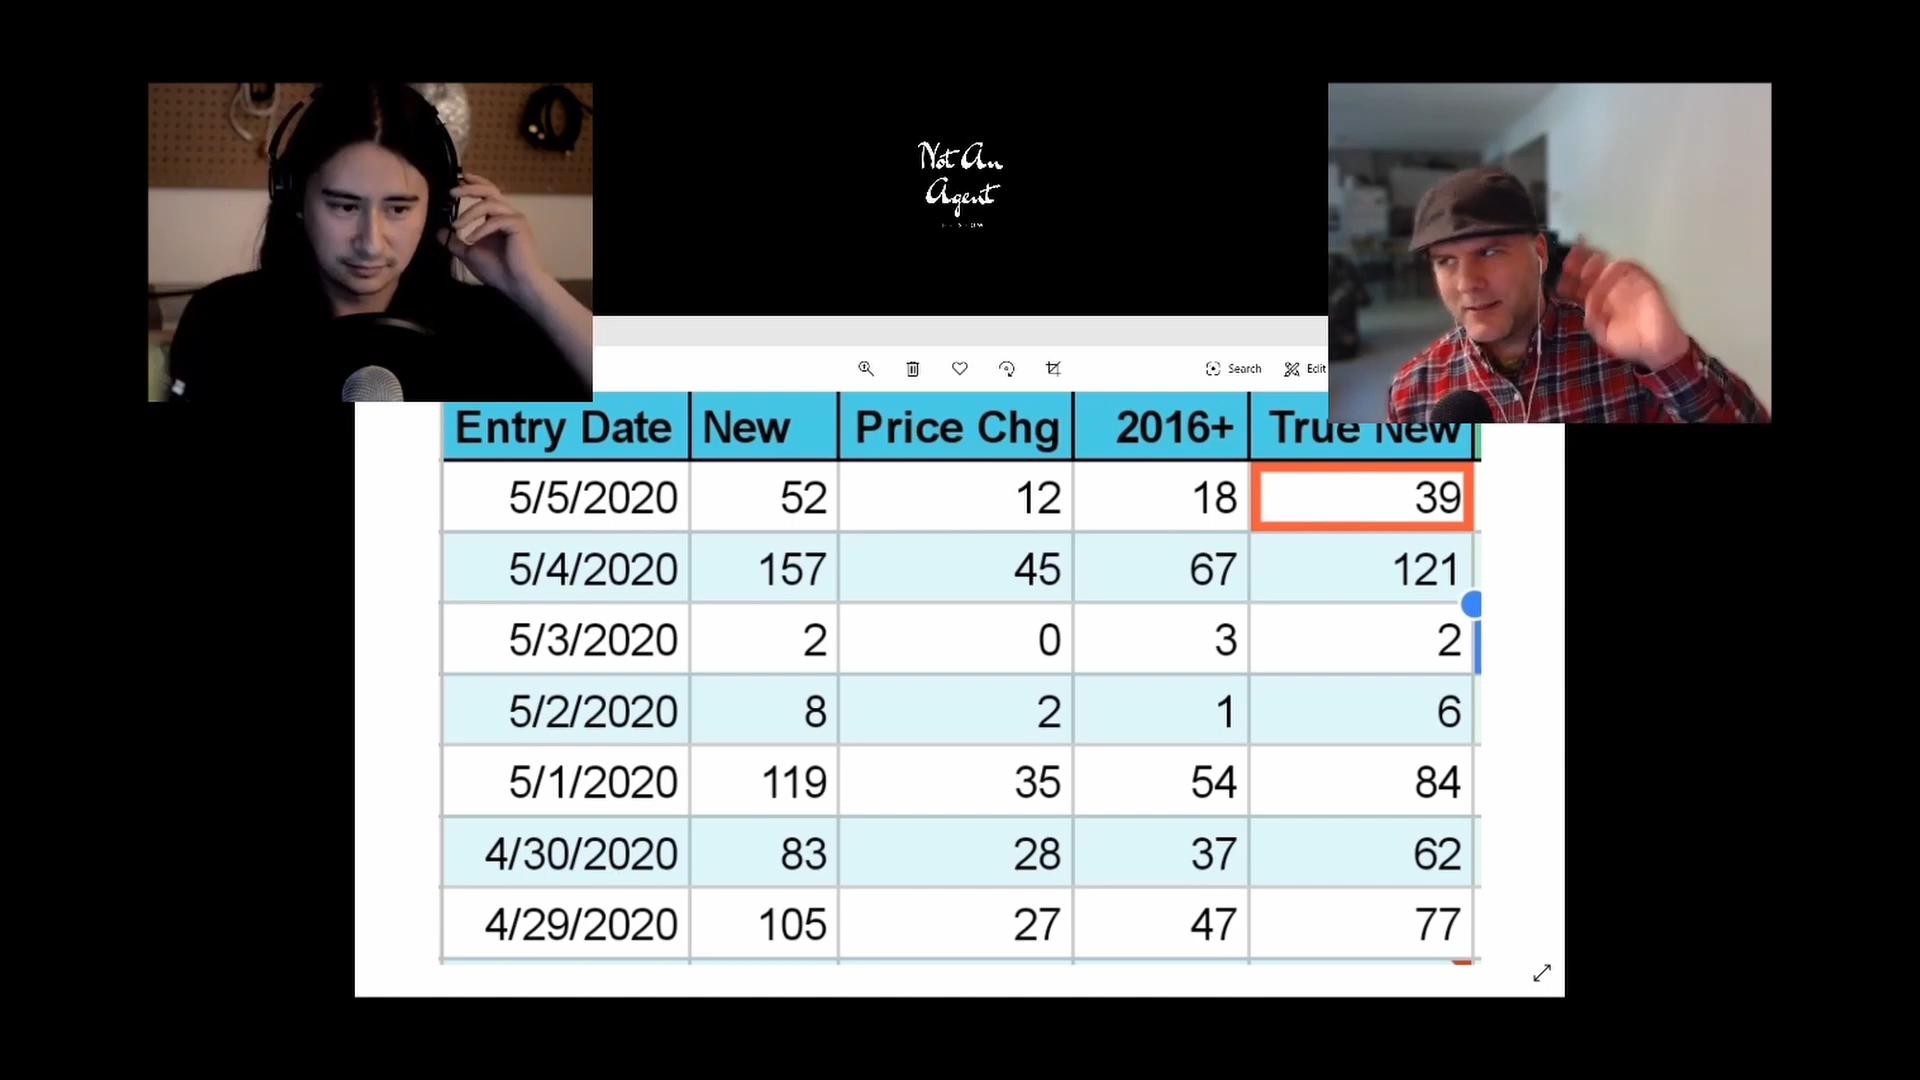 Not An
Agent
Search Edit
Entry Date New Price Chg 2016+ True New
5/5/2020 52 12 18 39
5/4/2020 157 45 67 121
5/3/2020 2 0 3 2
5/2/2020 8 2 1 6
5/1/2020 119 35 54 84
4/30/2020 83 28 37 62
4/29/2020 105 27 47 77